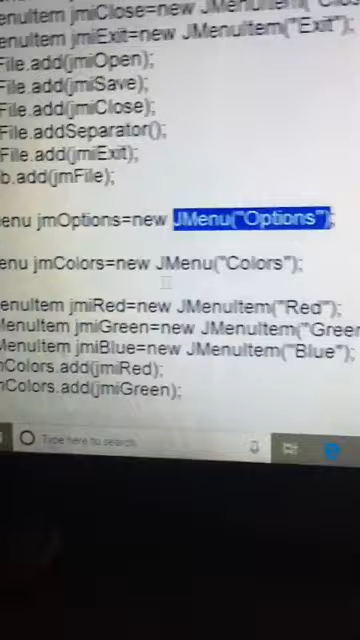 enuItem jmiClose=new JMenuItem("Clos
enuItem jmiExit=new JMenuItem("Exit");
File.add(jmiOpen);
File.add(jmiSave);
File.add(jmiClose);
File.addSeparator();
File.add(jmiExit);
b.add(jmFile);
enu jmOptions=new JMenu("Options");
enu jmColors=new JMenu("Colors");
enuItem jmiRed=new JMenuItem("Red");
MenuItem jmiGreen=new JMenuItem("Green
MenuItem jmiBlue=new JMenuItem("Blue");
nColors.add(jmiRed);
nColors.add(jmiGreen);
Type here to search